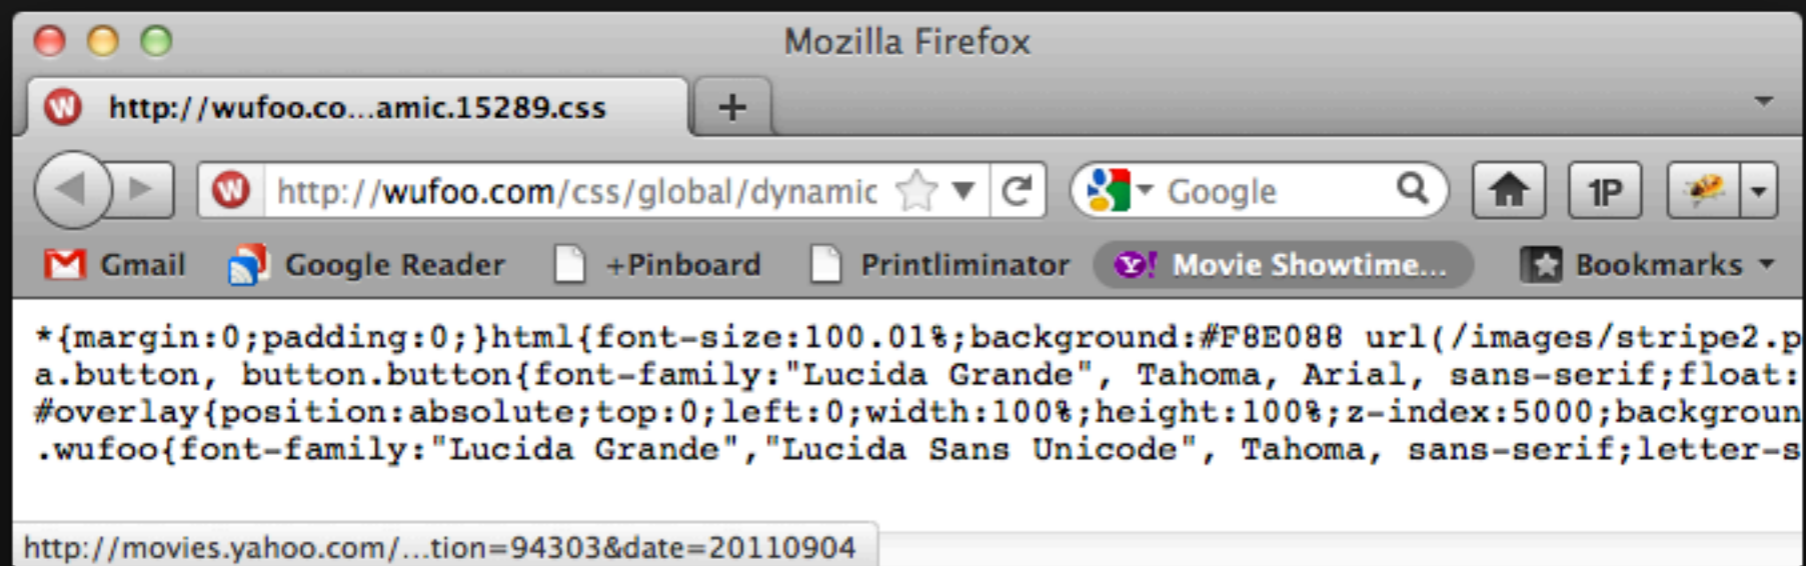 Mozilla Firefox
W http://wufoo.co...amic.15289.css +
W http://wufoo.com/css/global/dynamic Google 1P
Gmail Google Reader +Pinboard Printliminator Y! Movie Showtime... Bookmarks
*{margin:0;padding:0;}html{font-size:100.01%;background:#F8E088 url(/images/stripe2.p
a.button, button.button{font-family:"Lucida Grande", Tahoma, Arial, sans-serif;float:
#overlay{position:absolute;top:0;left:0;width:100%;height:100%;z-index:5000;backgroun
.wufoo{font-family:"Lucida Grande","Lucida Sans Unicode", Tahoma, sans-serif;letter-s
http://movies.yahoo.com/...tion=94303&date=20110904